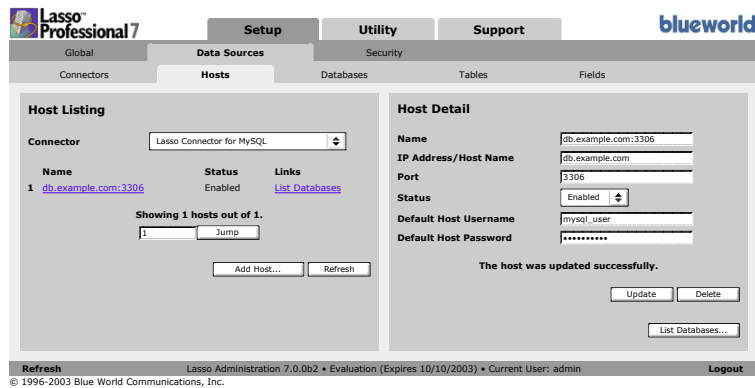 Lasso™
Professional 7
Setup Utility Support
blueworld
Global Data Sources Security
Connectors Hosts Databases Tables Fields
Host Listing
Connector Lasso Connector for MySQL
Name Status Links
1 db.example.com:3306 Enabled List Databases
Showing 1 hosts out of 1.
1 Jump
Add Host... Refresh
Host Detail
Name db.example.com:3306
IP Address/Host Name db.example.com
Port 3306
Status Enabled
Default Host Username mysql_user
Default Host Password ••••••••••
The host was updated successfully.
Update Delete
List Databases...
Refresh Lasso Administration 7.0.0b2 • Evaluation (Expires 10/10/2003) • Current User: admin Logout
© 1996-2003 Blue World Communications, Inc.